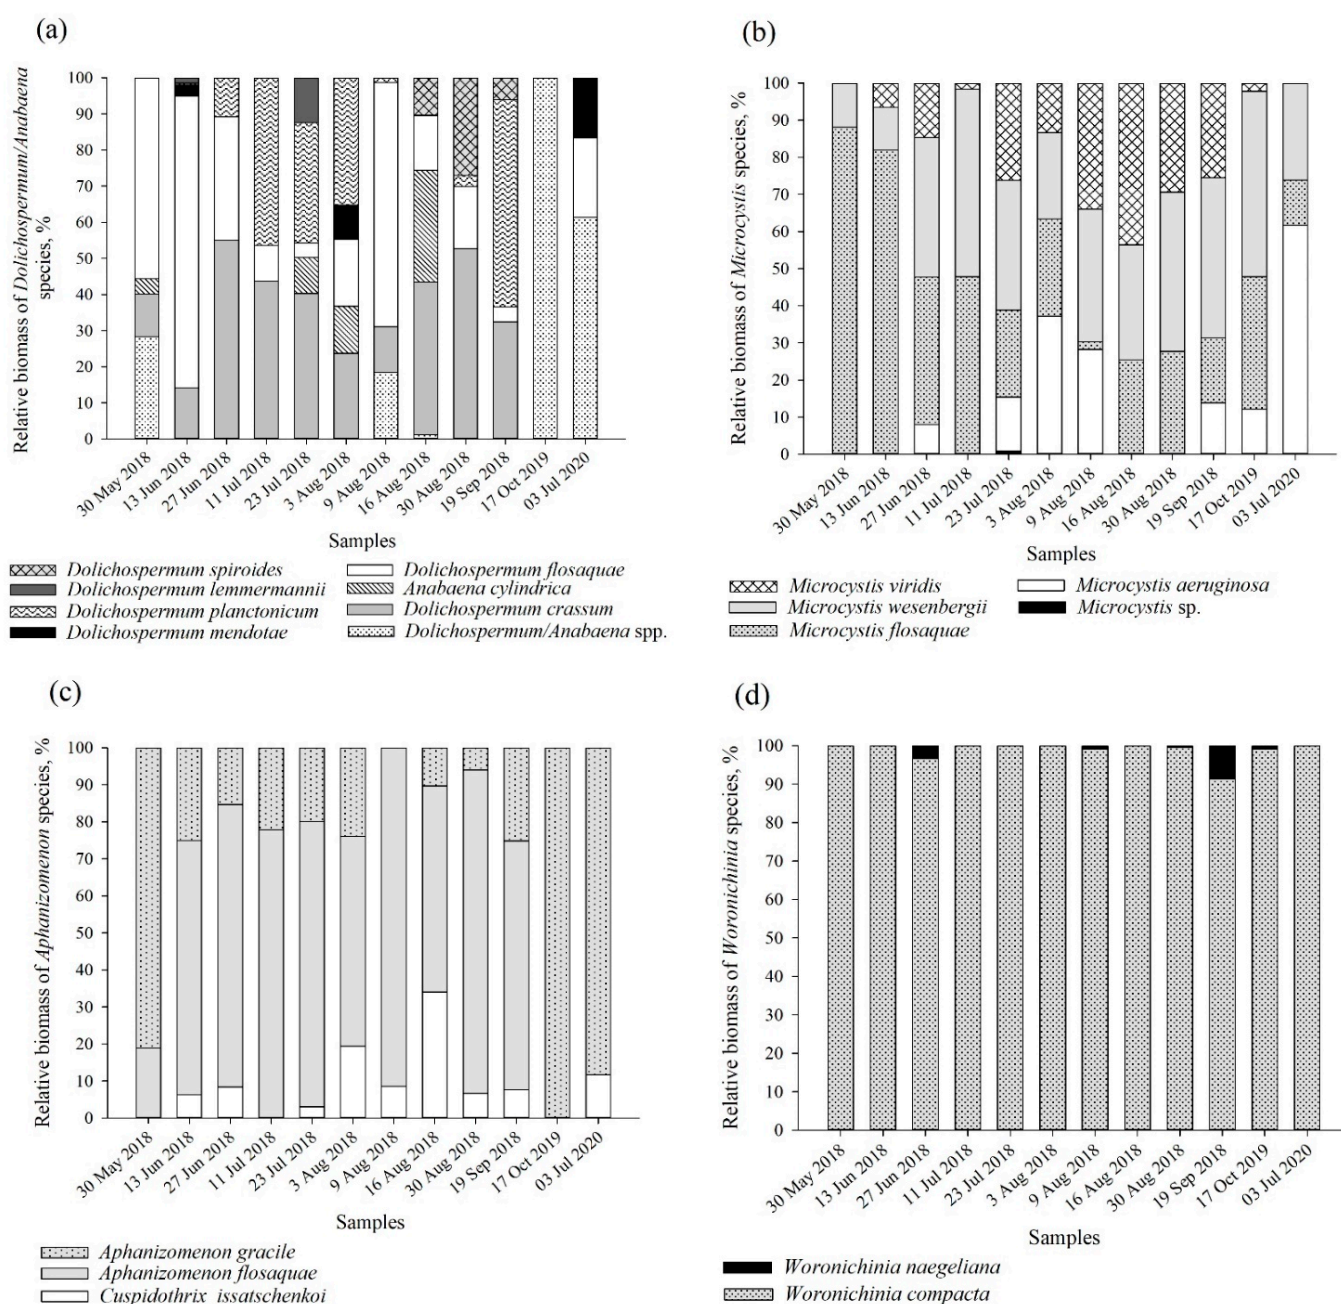 (a)
Relative biomass of Dolichospermum/Anabaena
species, %
100
90
80
70
60
50
40
30
20
10
0
30 May 2018
13 Jun 2018
27 Jun 2018
11 Jul 2018
23 Jul 2018
3 Aug 2018
9 Aug 2018
16 Aug 2018
30 Aug 2018
19 Sep 2018
17 Oct 2019
03 Jul 2020
Samples
Dolichospermum spiroides
Dolichospermum lemmermannii
Dolichospermum planctonicum
Dolichospermum mendotae
Dolichospermum flosaquae
Anabaena cylindrica
Dolichospermum crassum
Dolichospermum/Anabaena spp.
(b)
Relative biomass of Microcystis species, %
100
90
80
70
60
50
40
30
20
10
0
30 May 2018
13 Jun 2018
27 Jun 2018
11 Jul 2018
23 Jul 2018
3 Aug 2018
9 Aug 2018
16 Aug 2018
30 Aug 2018
19 Sep 2018
17 Oct 2019
03 Jul 2020
Samples
Microcystis viridis
Microcystis wesenbergii
Microcystis flosaquae
Microcystis aeruginosa
Microcystis sp.
(c)
Relative biomass of Aphanizomenon species, %
100
90
80
70
60
50
40
30
20
10
0
30 May 2018
13 Jun 2018
27 Jun 2018
11 Jul 2018
23 Jul 2018
3 Aug 2018
9 Aug 2018
16 Aug 2018
30 Aug 2018
19 Sep 2018
17 Oct 2019
03 Jul 2020
Samples
Aphanizomenon gracile
Aphanizomenon flosaquae
Cuspidothrix issatschenkoi
(d)
Relative biomass of Woronichinia species, %
100
90
80
70
60
50
40
30
20
10
0
30 May 2018
13 Jun 2018
27 Jun 2018
11 Jul 2018
23 Jul 2018
3 Aug 2018
9 Aug 2018
16 Aug 2018
30 Aug 2018
19 Sep 2018
17 Oct 2019
03 Jul 2020
Samples
Woronichinia naegeliana
Woronichinia compacta